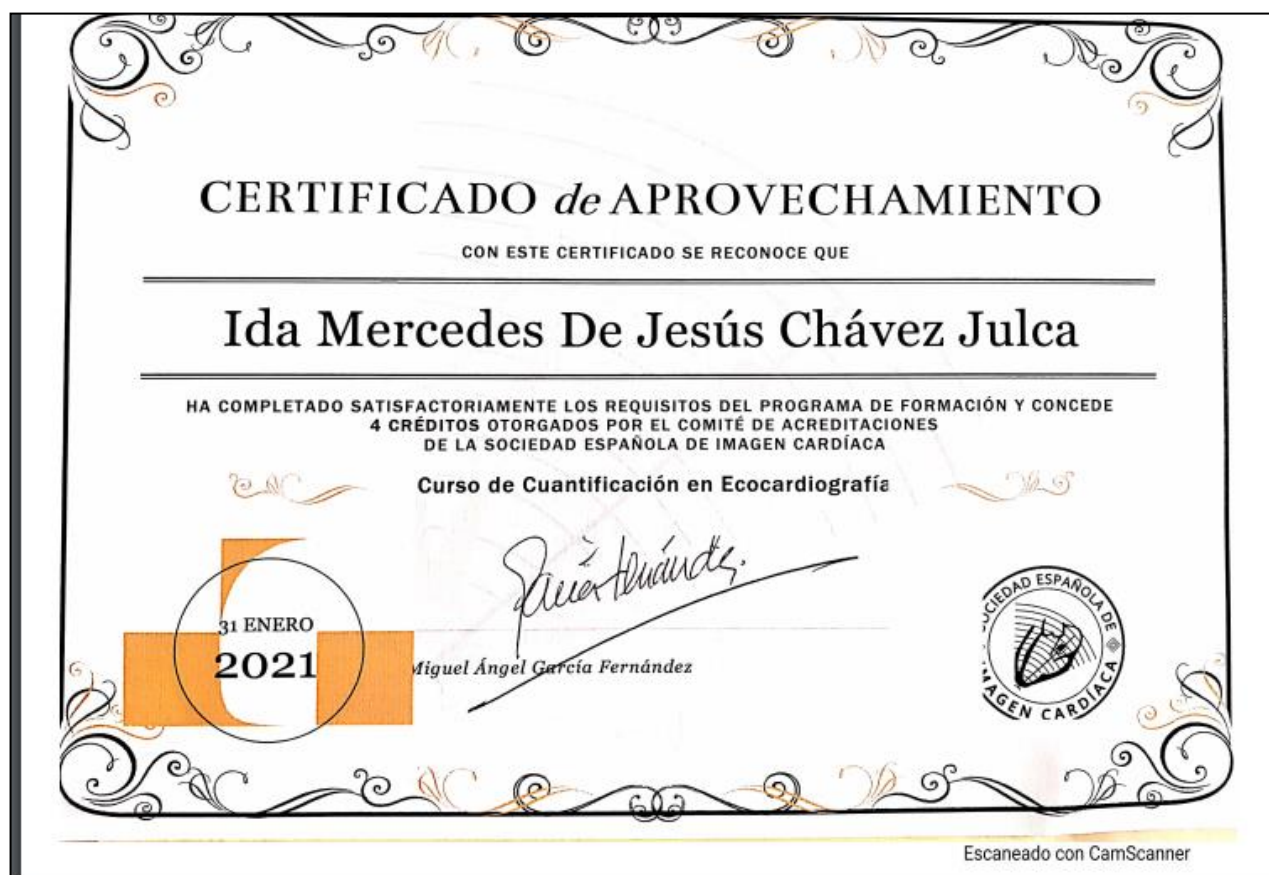 CERTIFICADO de APROVECHAMIENTO
CON ESTE CERTIFICADO SE RECONOCE QUE
Ida Mercedes De Jesús Chávez Julca
HA COMPLETADO SATISFACTORIAMENTE LOS REQUISITOS DEL PROGRAMA DE FORMACIÓN Y CONCEDE
4 CRÉDITOS OTORGADOS POR EL COMITÉ DE ACREDITACIONES
DE LA SOCIEDAD ESPAÑOLA DE IMAGEN CARDÍACA
Curso de Cuantificación en Ecocardiografía
García Fernández.
31 ENERO
2021
Miguel Ángel García Fernández
SOCIEDAD ESPAÑOLA DE
IMAGEN CARDÍACA
Escaneado con CamScanner